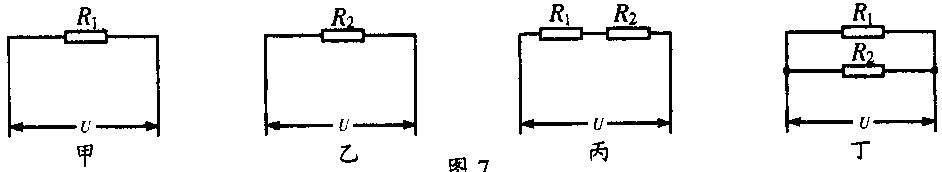 R₁ R₂ R₁ R₂ R₁
R₂
U U U U
甲 乙 丙 丁
图 7